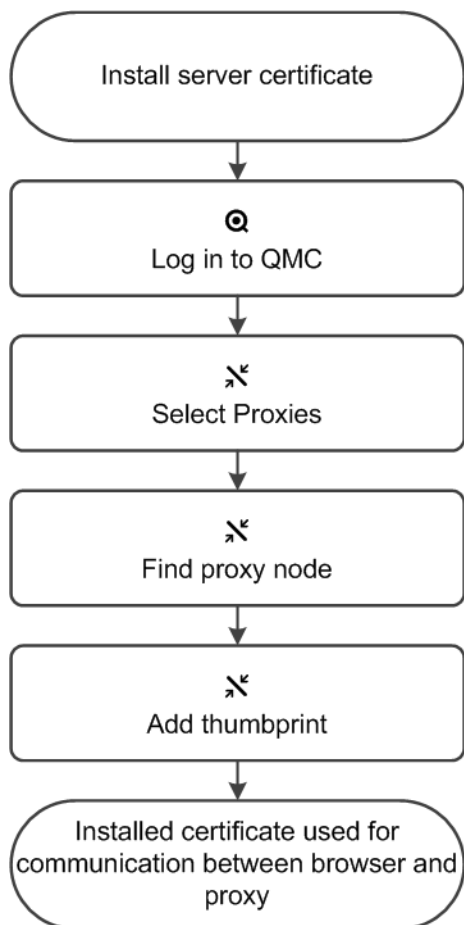 Install server certificate
Log in to QMC
Select Proxies
Find proxy node
Add thumbprint
Installed certificate used for
communication between browser and
proxy